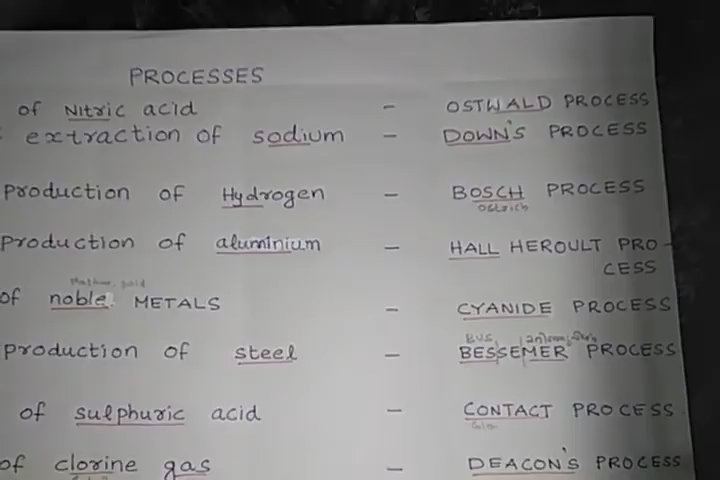 PROCESSES
of Nitric acid - OSTWALD PROCESS
extraction of sodium - DOWN'S PROCESS
production of Hydrogen - BOSCH PROCESS
Ostrich
production of aluminium - HALL HEROULT PRO-
CESS
of noble METALS - CYANIDE PROCESS
BUS
production of steel - BESSEMER PROCESS
of sulphuric acid - CONTACT PROCESS
of clorine gas - DEACON'S PROCESS